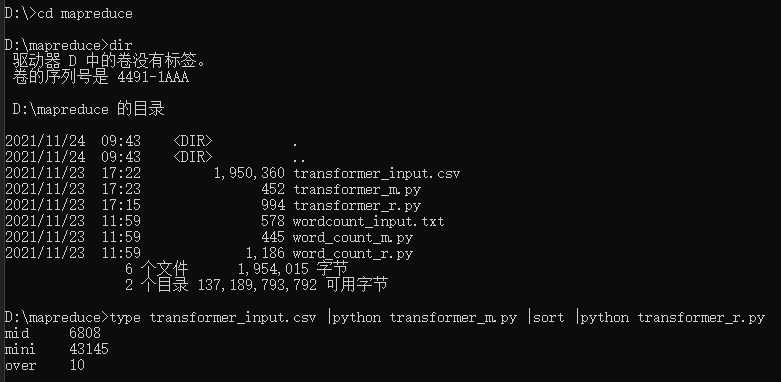 D:\>cd mapreduce
D:\mapreduce>dir
驱动器 D 中的卷没有标签。
卷的序列号是 4491-1AAA
D:\mapreduce 的目录
2021/11/24  09:43    <DIR>          .
2021/11/24  09:43    <DIR>          ..
2021/11/23  17:22         1,950,360 transformer_input.csv
2021/11/23  17:23               452 transformer_m.py
2021/11/23  17:15               994 transformer_r.py
2021/11/23  11:59               578 wordcount_input.txt
2021/11/23  11:59               445 word_count_m.py
2021/11/23  11:59             1,186 word_count_r.py
6 个文件      1,954,015 字节
2 个目录 137,189,793,792 可用字节
D:\mapreduce>type transformer_input.csv |python transformer_m.py |sort |python transformer_r.py
mid     6808
mini    43145
over    10